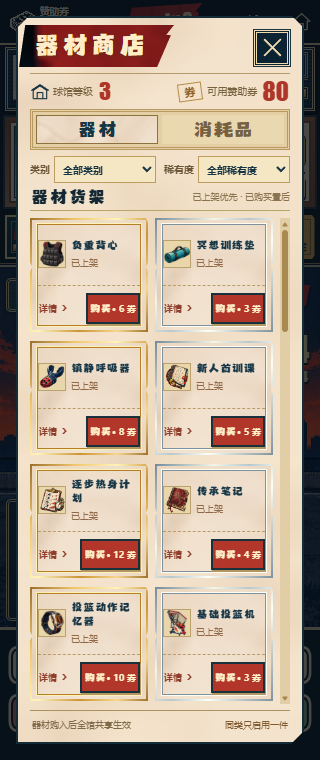 赞助券
器材商店
球馆等级 3
券 可用赞助券 80
器材 消耗品
类别 全部类别 稀有度 全部稀有度
器材货架 已上架优先 · 已购买置后
负重背心
已上架
详情 > 购买 • 6 券
冥想训练垫
已上架
详情 > 购买 • 3 券
镇静呼吸器
已上架
详情 > 购买 • 8 券
新人首训课
已上架
详情 > 购买 • 5 券
逐步热身计
划
已上架
详情 > 购买 • 12 券
传承笔记
已上架
详情 > 购买 • 4 券
投篮动作记
忆器
已上架
详情 > 购买 • 10 券
基础投篮机
已上架
详情 > 购买 • 3 券
器材购入后全馆共享生效 同类只启用一件